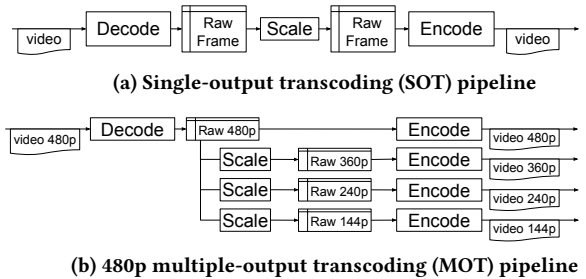 video Decode Raw Frame Scale Raw Frame Encode video
(a) Single-output transcoding (SOT) pipeline
video 480p Decode Raw 480p Encode video 480p
Scale Raw 360p Encode video 360p
Scale Raw 240p Encode video 240p
Scale Raw 144p Encode video 144p
(b) 480p multiple-output transcoding (MOT) pipeline